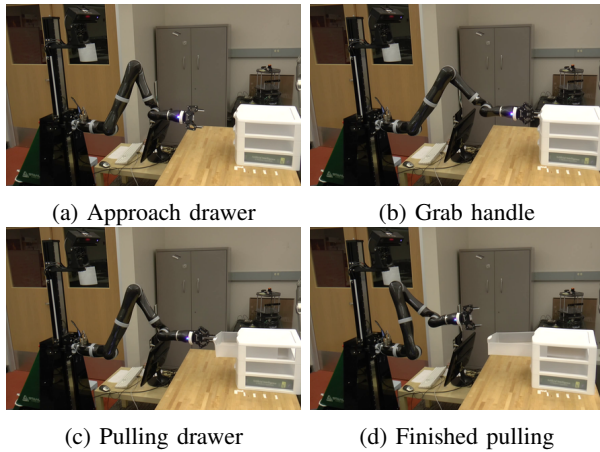 (a) Approach drawer
(b) Grab handle
(c) Pulling drawer
(d) Finished pulling